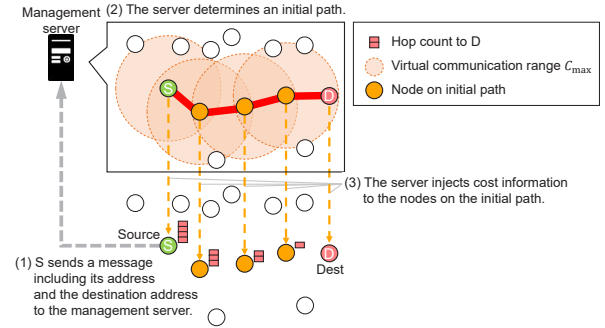 Management
server
(2) The server determines an initial path.
S
D
Hop count to D
Virtual communication range Cmax
Node on initial path
(3) The server injects cost information
to the nodes on the initial path.
Source
S
D
Dest
(1) S sends a message
including its address
and the destination address
to the management server.